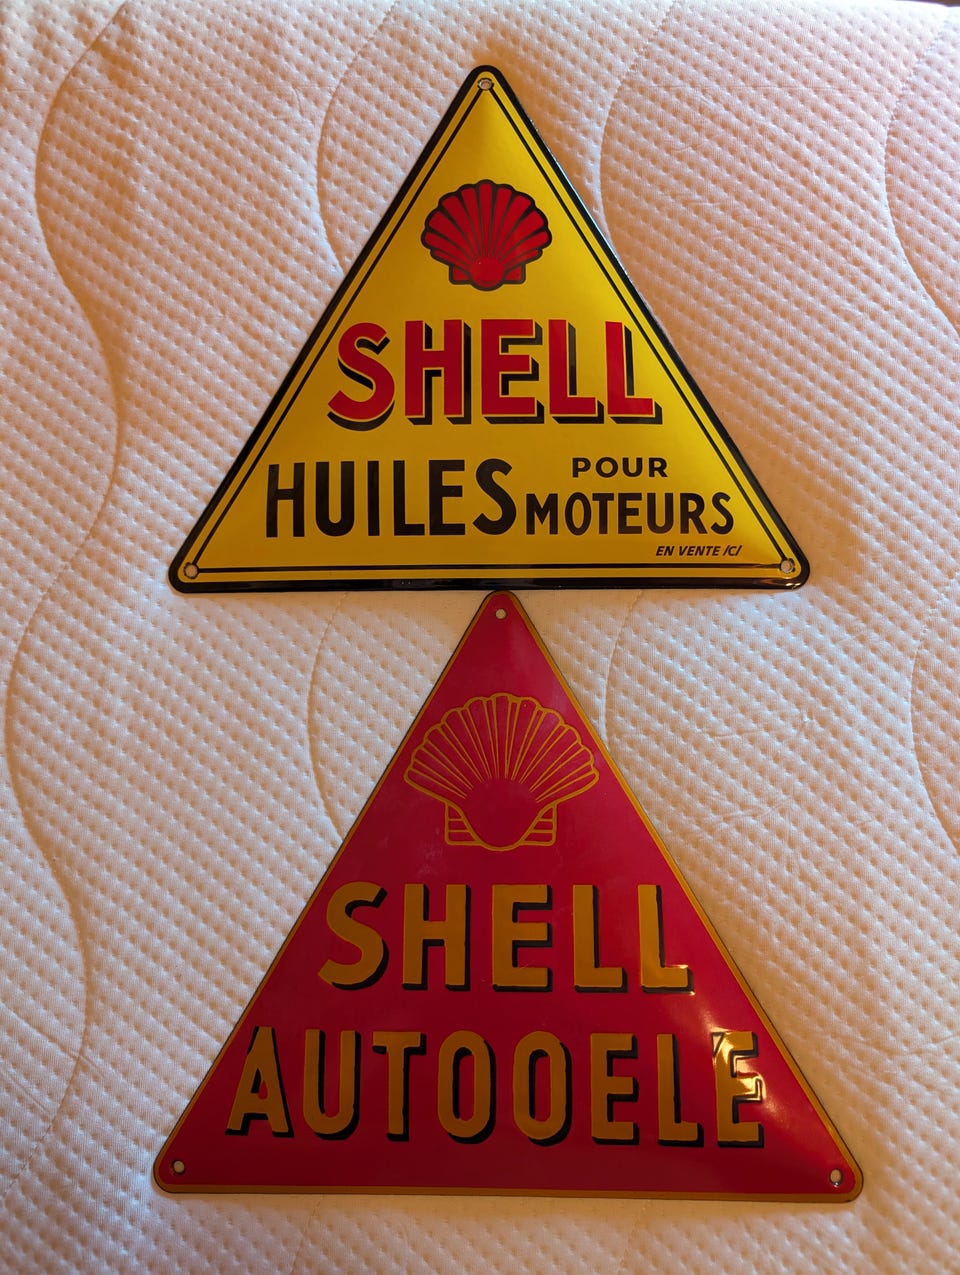 SHELL
HUILES POUR MOTEURS
EN VENTE ICI
SHELL
AUTOOELE